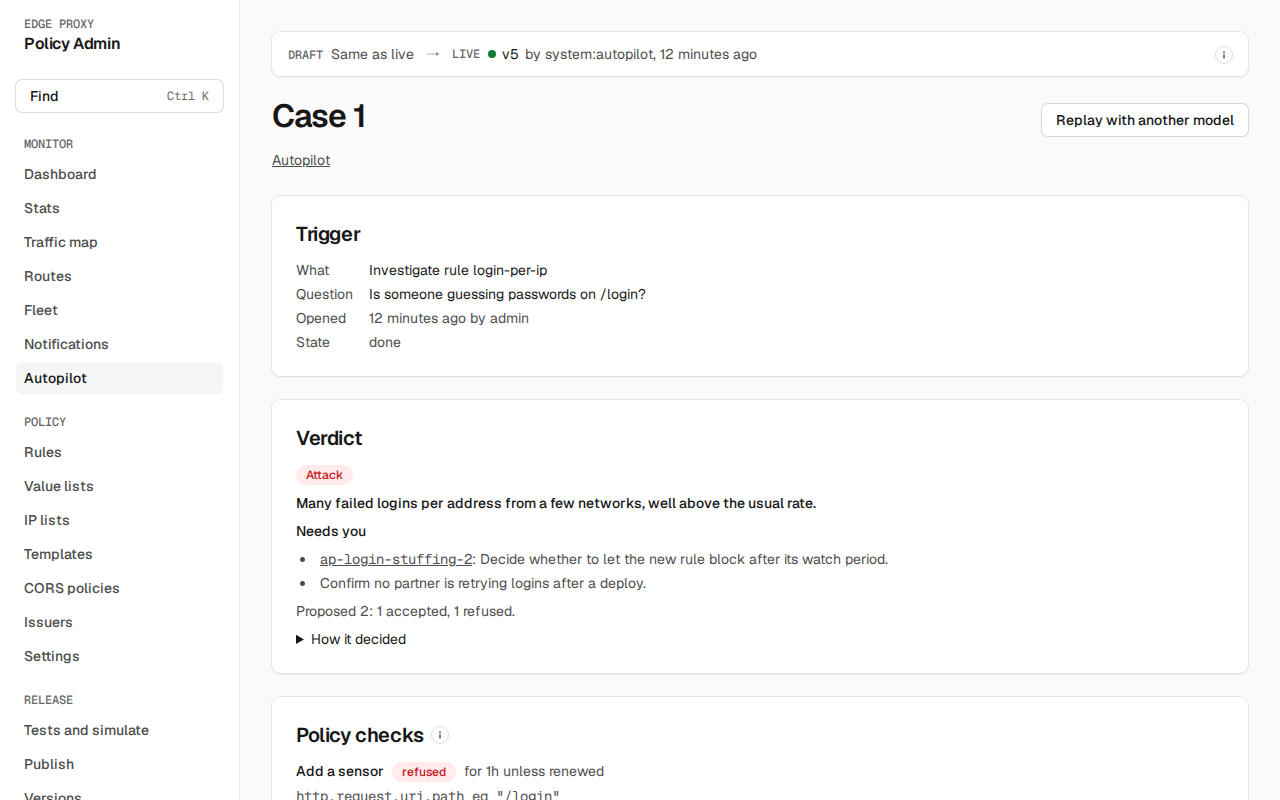 EDGE PROXY
Policy Admin
Find Ctrl K
MONITOR
Dashboard
Stats
Traffic map
Routes
Fleet
Notifications
Autopilot
POLICY
Rules
Value lists
IP lists
Templates
CORS policies
Issuers
Settings
RELEASE
Tests and simulate
Publish
Versions
DRAFT Same as live → LIVE v5 by system:autopilot, 12 minutes ago
Case 1
Replay with another model
Autopilot
Trigger
What Investigate rule login-per-ip
Question Is someone guessing passwords on /login?
Opened 12 minutes ago by admin
State done
Verdict
Attack
Many failed logins per address from a few networks, well above the usual rate.
Needs you
• ap-login-stuffing-2: Decide whether to let the new rule block after its watch period.
• Confirm no partner is retrying logins after a deploy.
Proposed 2: 1 accepted, 1 refused.
How it decided
Policy checks
Add a sensor refused for 1h unless renewed
http.request.uri.path eq "/login"